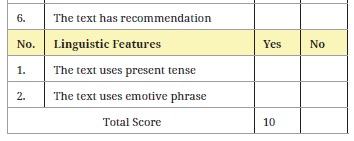 6. The text has recommendation
No. Linguistic Features Yes No
1. The text uses present tense
2. The text uses emotive phrase
Total Score 10